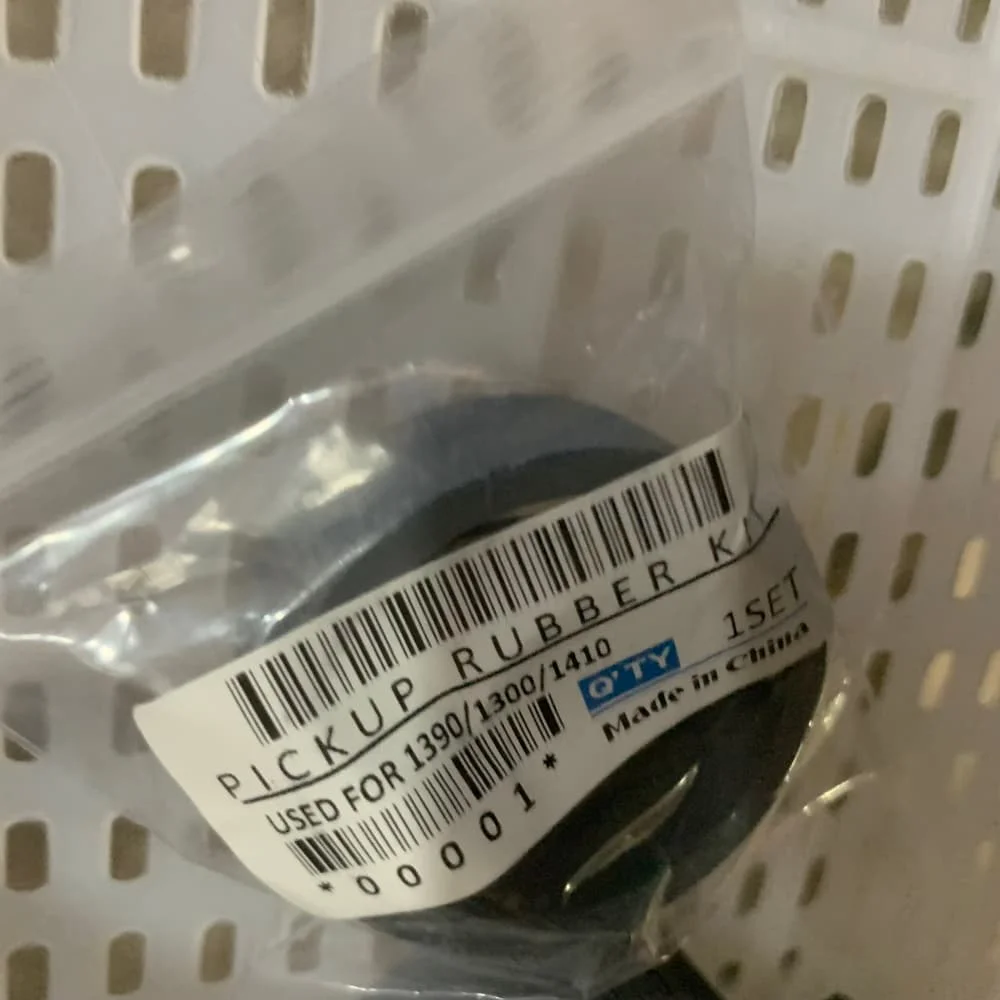 PICKUP RUBBER KIT
USED FOR 1390/1300/1410
Q'TY 1SET
Made in China
*00001*